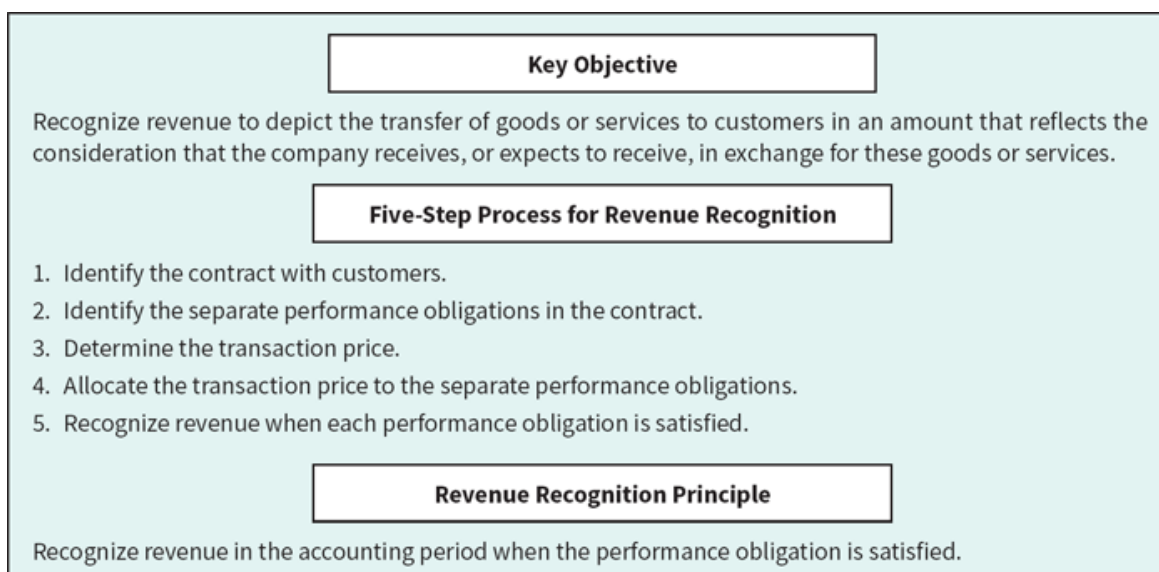 Key Objective
Recognize revenue to depict the transfer of goods or services to customers in an amount that reflects the
consideration that the company receives, or expects to receive, in exchange for these goods or services.
Five-Step Process for Revenue Recognition
1. Identify the contract with customers.
2. Identify the separate performance obligations in the contract.
3. Determine the transaction price.
4. Allocate the transaction price to the separate performance obligations.
5. Recognize revenue when each performance obligation is satisfied.
Revenue Recognition Principle
Recognize revenue in the accounting period when the performance obligation is satisfied.